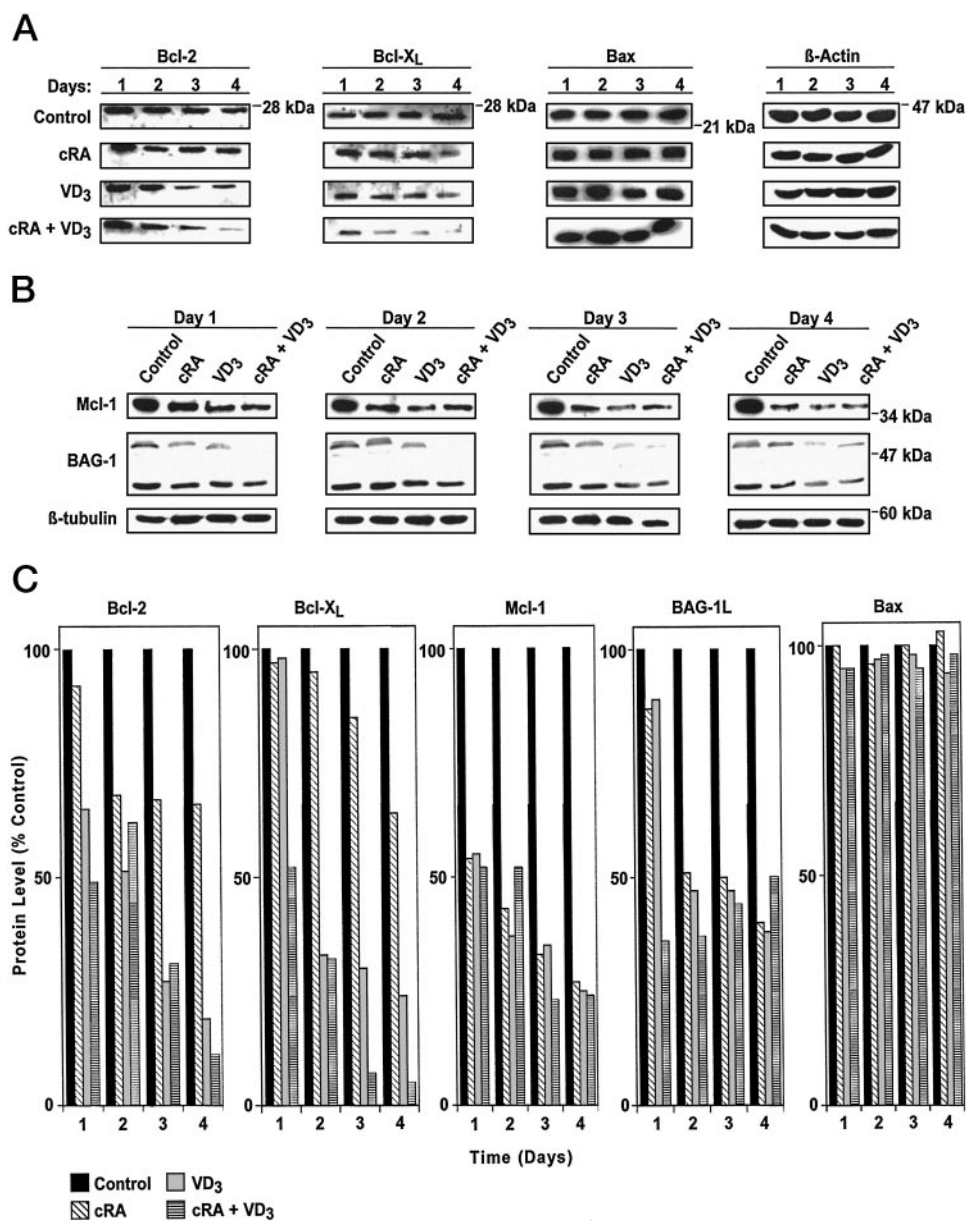 A
Bcl-2 Bcl-XL Bax ß-Actin
Days: 1 2 3 4 1 2 3 4 1 2 3 4 1 2 3 4
Control 28 kDa 28 kDa 21 kDa 47 kDa
cRA
VD3
cRA + VD3
B
Day 1 Day 2 Day 3 Day 4
Control cRA VD3 cRA + VD3 Control cRA VD3 cRA + VD3 Control cRA VD3 cRA + VD3 Control cRA VD3 cRA + VD3
Mcl-1 34 kDa
BAG-1 47 kDa
ß-tubulin 60 kDa
C
Bcl-2 Bcl-XL Mcl-1 BAG-1L Bax
100 100 100 100 100
Protein Level (% Control)
50 50 50 50 50
0 0 0 0 0
1 2 3 4 1 2 3 4 1 2 3 4 1 2 3 4 1 2 3 4
Time (Days)
Control VD3
cRA cRA + VD3